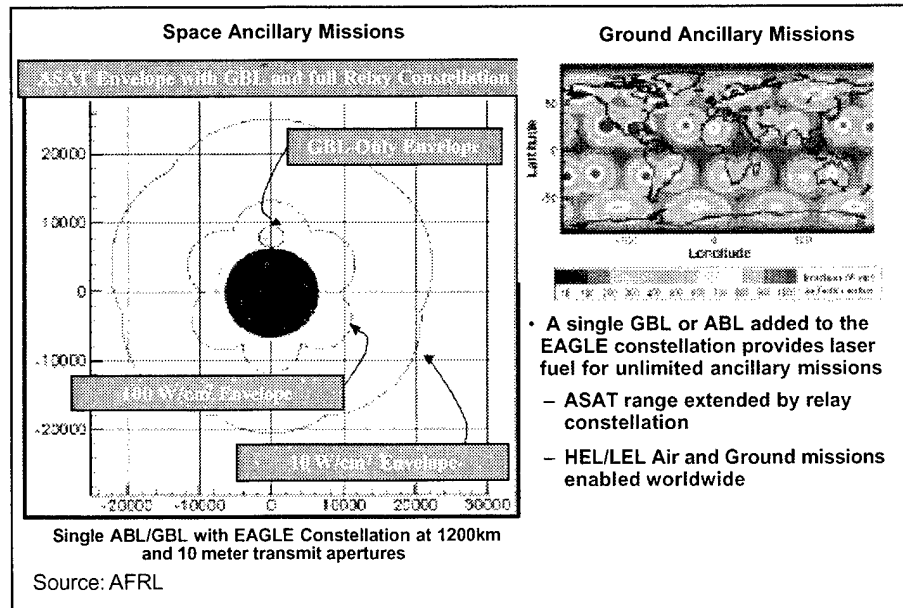 Space Ancillary Missions
ASAT Envelope with GBL and full Relay Constellation
GBL Only Envelope
20000
10000
0
-10000
-20000
100 W/cm² Envelope
10 W/cm² Envelope
-20000 -10000 0 10000 20000 30000
Single ABL/GBL with EAGLE Constellation at 1200km
and 10 meter transmit apertures
Source: AFRL
Ground Ancillary Missions
Latitude
0
Longitude
• A single GBL or ABL added to the
EAGLE constellation provides laser
fuel for unlimited ancillary missions
– ASAT range extended by relay
constellation
– HEL/LEL Air and Ground missions
enabled worldwide